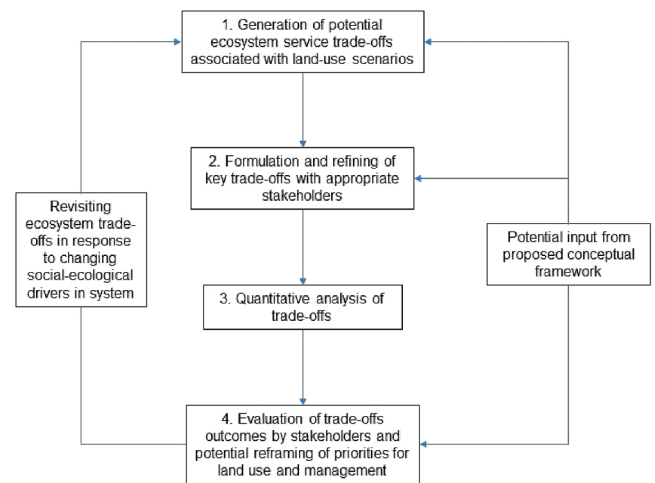 1. Generation of potential
ecosystem service trade-offs
associated with land-use scenarios
2. Formulation and refining of
key trade-offs with appropriate
stakeholders
Revisiting
ecosystem trade-
offs in response
to changing
social-ecological
drivers in system
Potential input from
proposed conceptual
framework
3. Quantitative analysis of
trade-offs
4. Evaluation of trade-offs
outcomes by stakeholders and
potential reframing of priorities for
land use and management